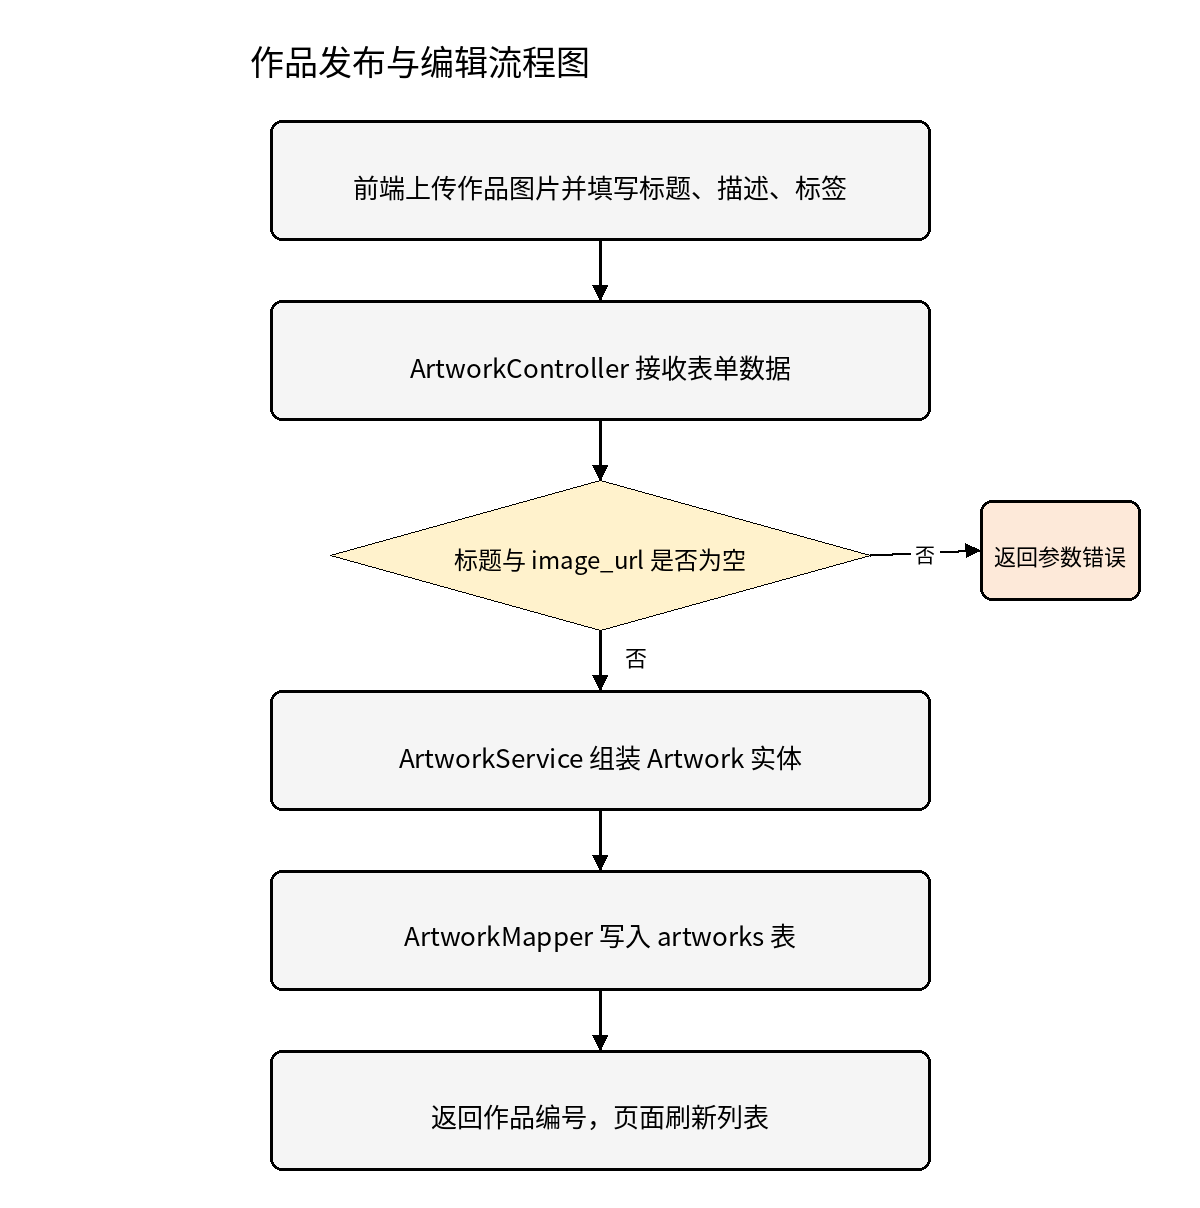 作品发布与编辑流程图
前端上传作品图片并填写标题、描述、标签
ArtworkController 接收表单数据
标题与 image_url 是否为空
否
返回参数错误
否
ArtworkService 组装 Artwork 实体
ArtworkMapper 写入 artworks 表
返回作品编号，页面刷新列表